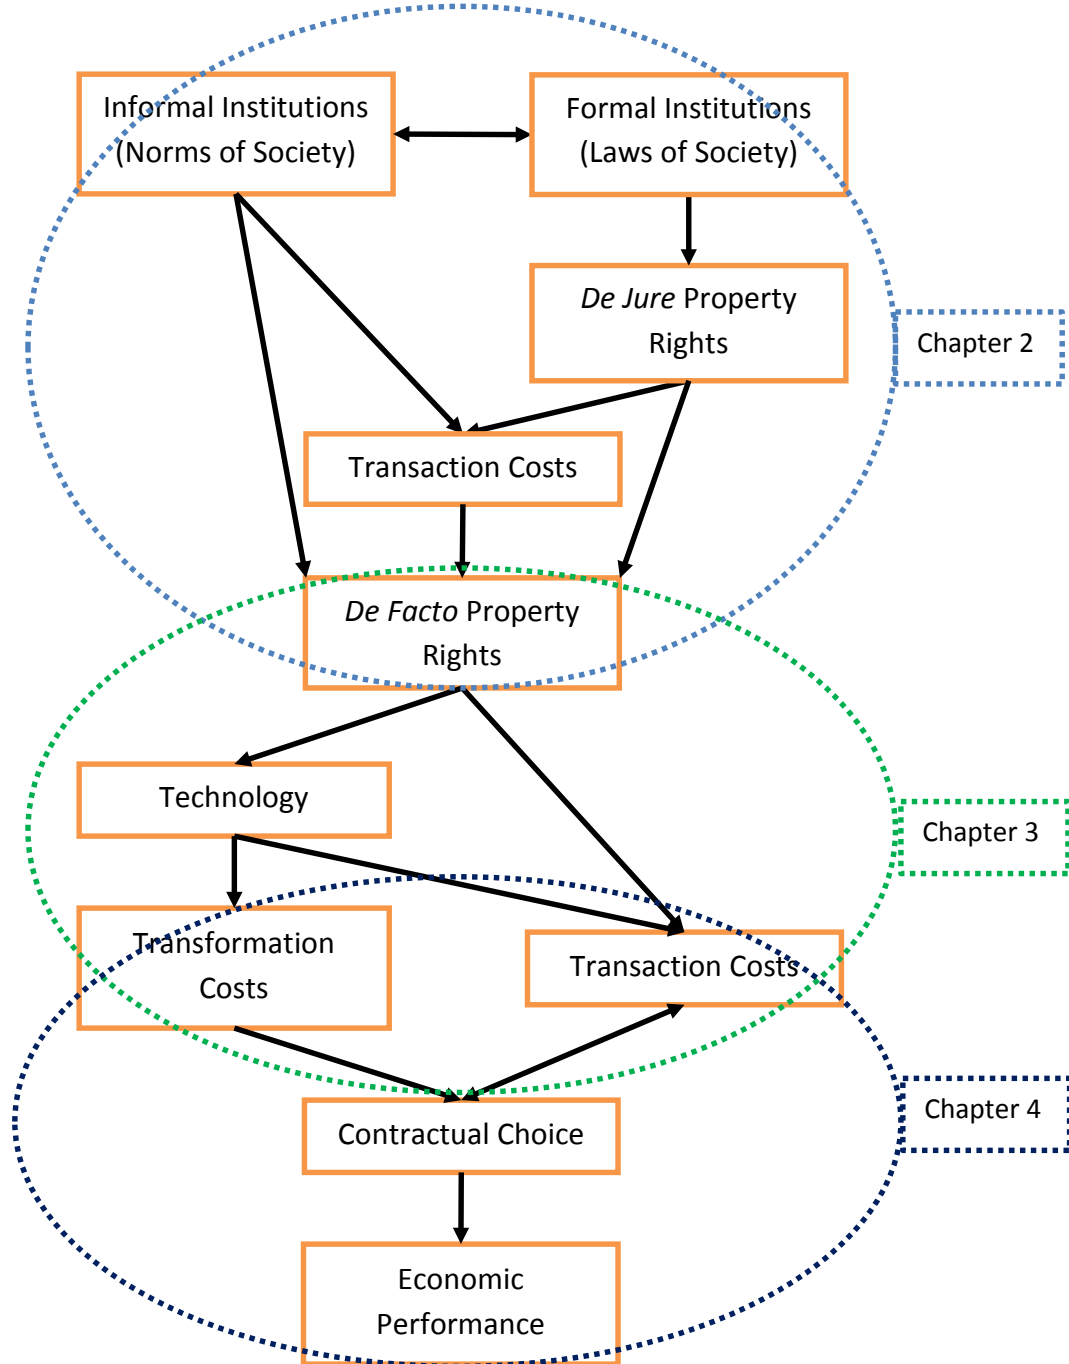 Informal Institutions
(Norms of Society)
Formal Institutions
(Laws of Society)
De Jure Property
Rights
Chapter 2
Transaction Costs
De Facto Property
Rights
Technology
Chapter 3
Transformation
Costs
Transaction Costs
Chapter 4
Contractual Choice
Economic
Performance